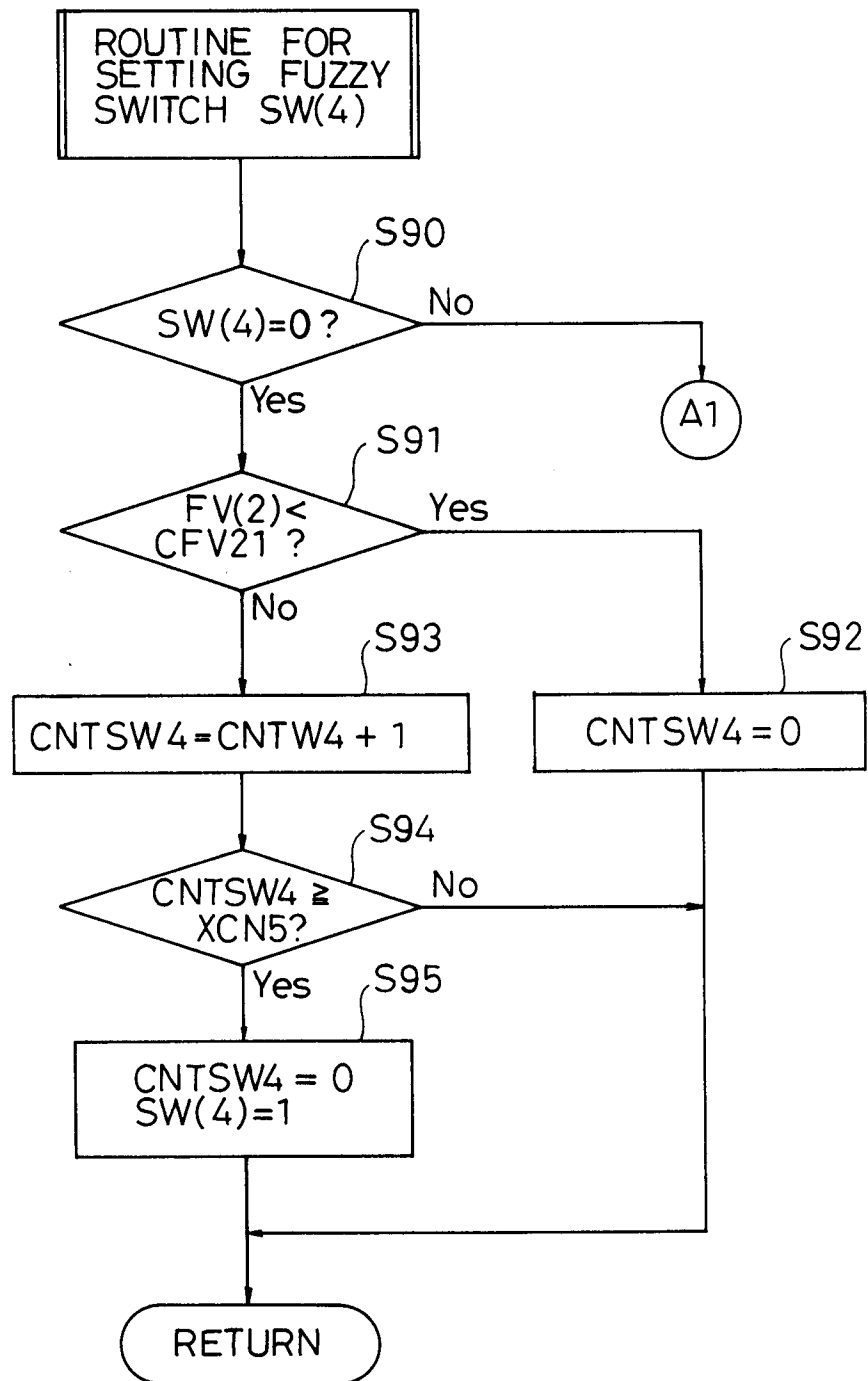 ROUTINE FOR
SETTING FUZZY
SWITCH SW(4)
S90
SW(4)=0?
No
Yes
A1
S91
FV(2)<
CFV21 ?
Yes
No
S93
S92
CNTSW4=CNTW4 + 1
CNTSW4=0
S94
CNTSW4 ≧
XCN5?
No
Yes
S95
CNTSW4 = 0
SW(4)=1
RETURN